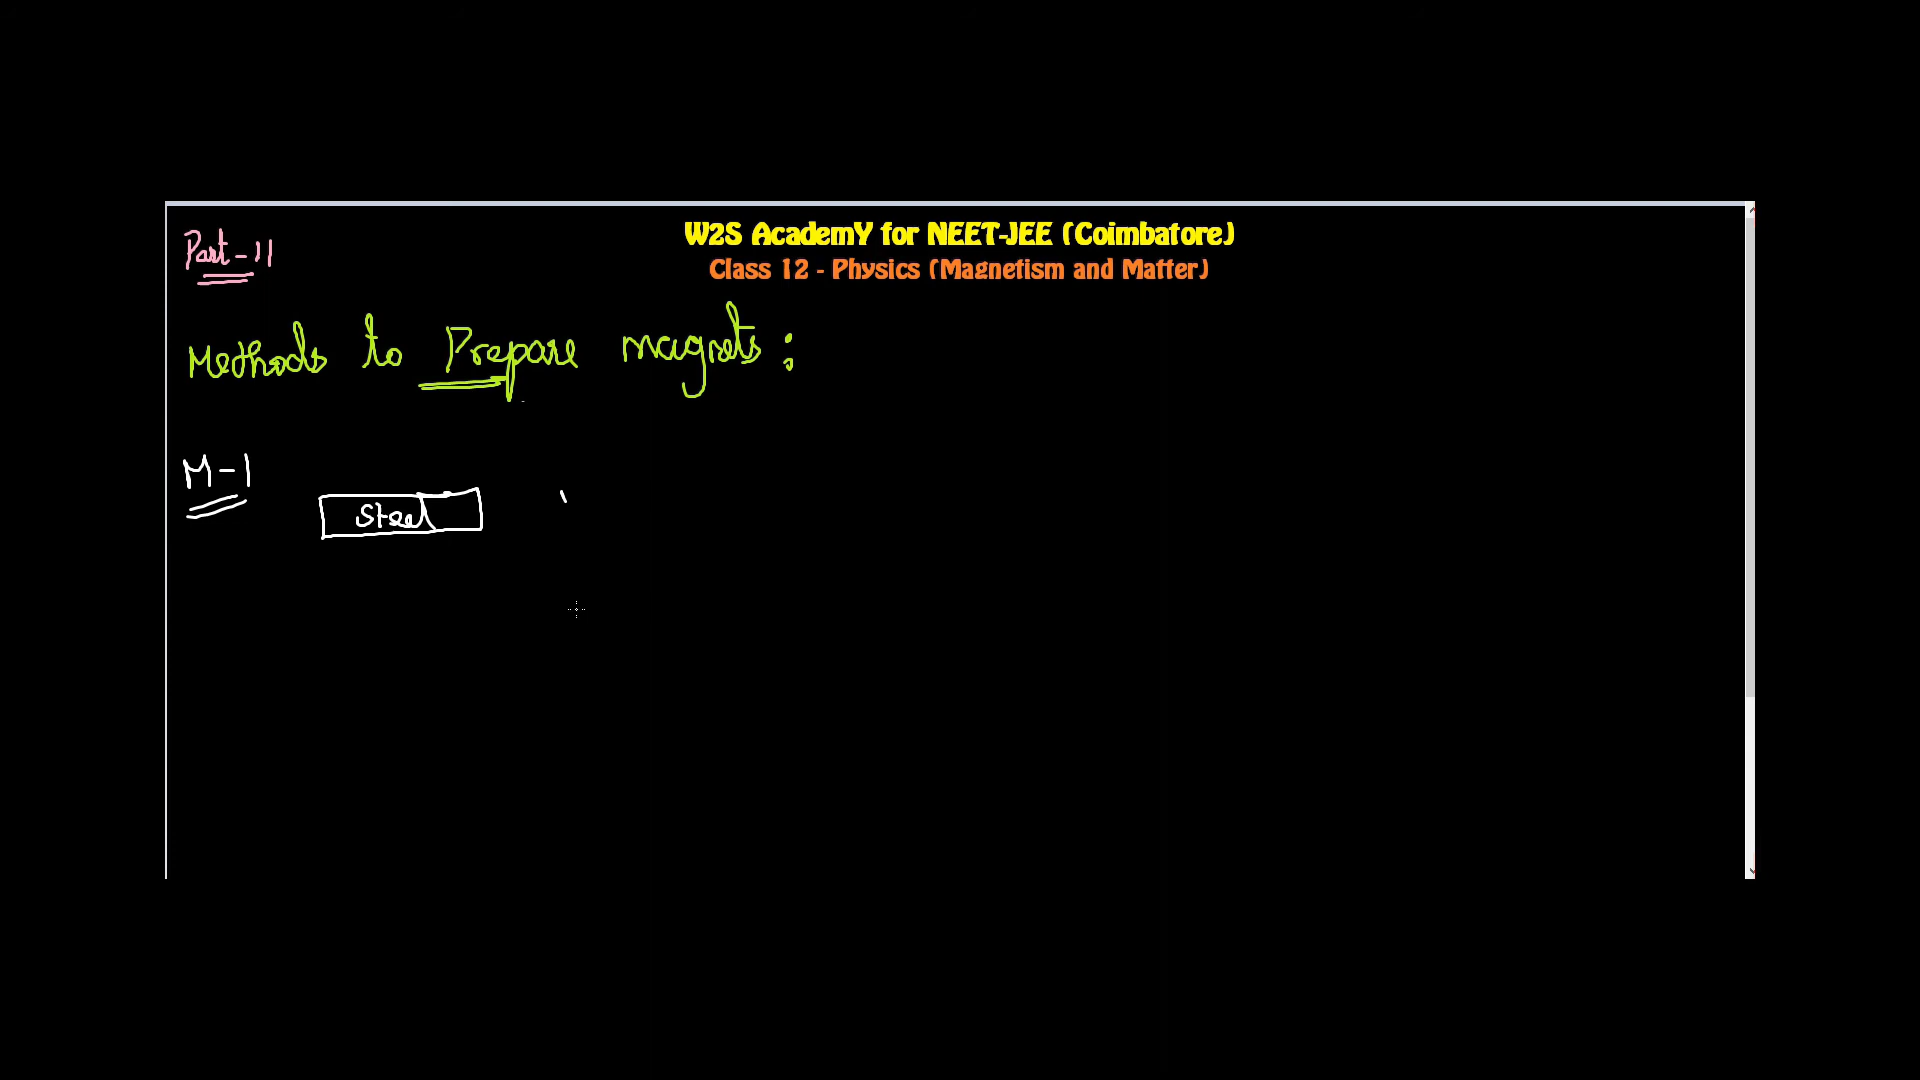 W2S AcademY for NEET-JEE (Coimbatore)
Part-11
Class 12 - Physics (Magnetism and Matter)
Methods to Prepare magnets:
M-1
Steel